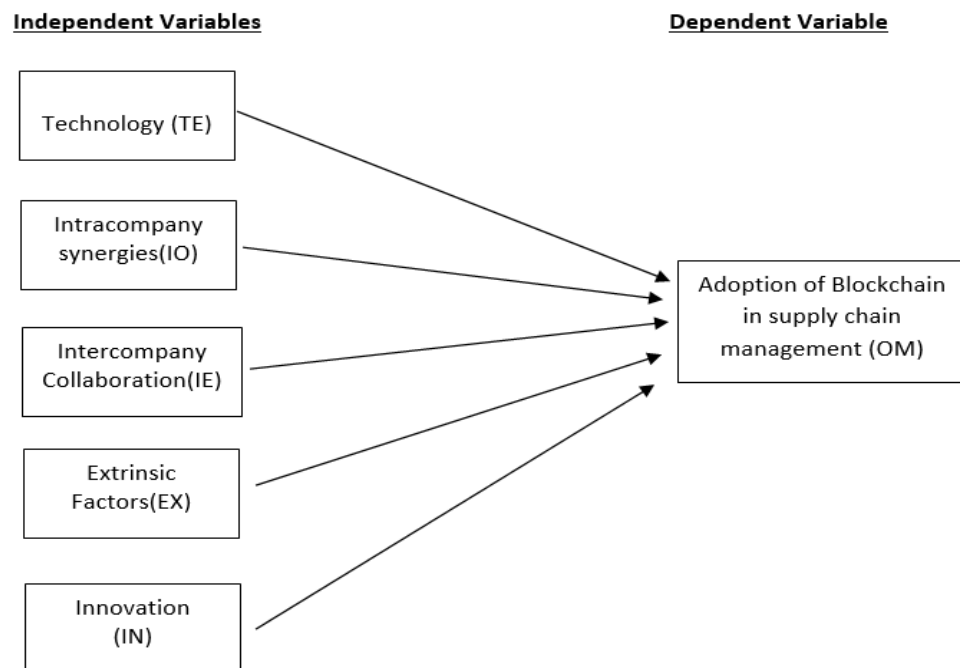 Independent Variables
Dependent Variable
Technology (TE)
Intracompany
synergies(IO)
Intercompany
Collaboration(IE)
Extrinsic
Factors(EX)
Innovation
(IN)
Adoption of Blockchain
in supply chain
management (OM)